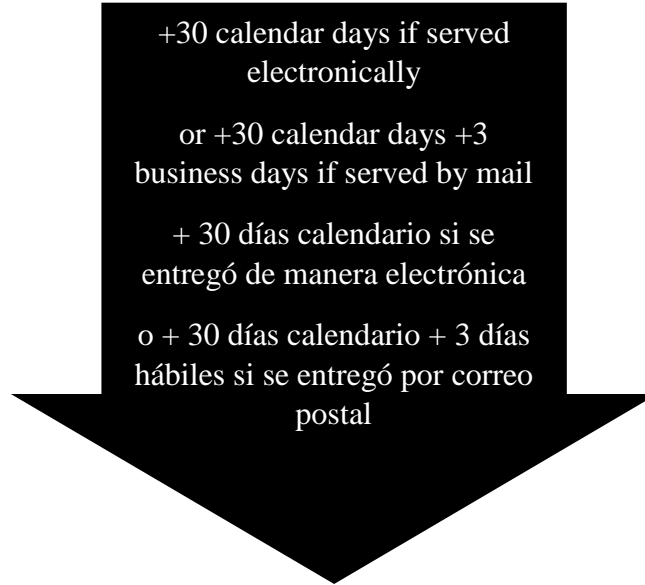 +30 calendar days if served
electronically
or +30 calendar days +3
business days if served by mail
+ 30 días calendario si se
entregó de manera electrónica
o + 30 días calendario + 3 días
hábiles si se entregó por correo
postal